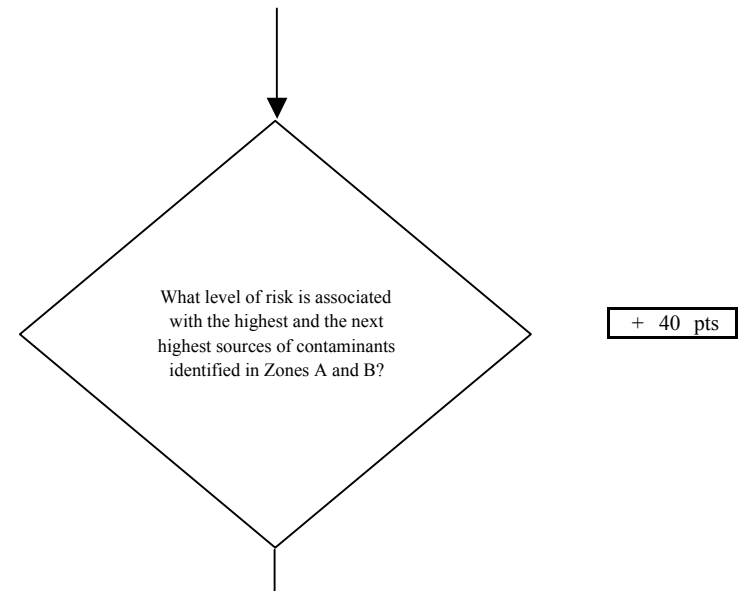 What level of risk is associated
with the highest and the next
highest sources of contaminants
identified in Zones A and B?
+ 40 pts